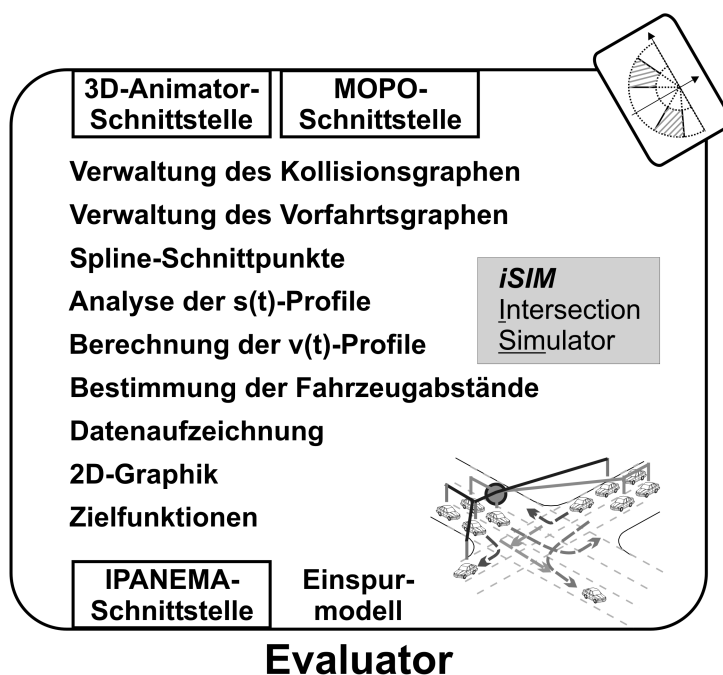 3D-Animator-
Schnittstelle
MOPO-
Schnittstelle
Verwaltung des Kollisionsgraphen
Verwaltung des Vorfahrtsgraphen
Spline-Schnittpunkte
Analyse der s(t)-Profile
Berechnung der v(t)-Profile
Bestimmung der Fahrzeugabstände
Datenaufzeichnung
2D-Graphik
Zielfunktionen
iSIM
Intersection
Simulator
IPANEMA-
Schnittstelle
Einspur-
modell
Evaluator